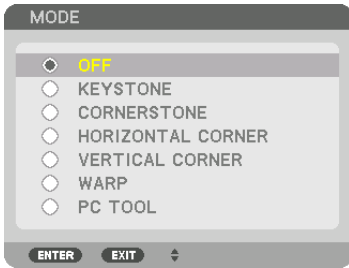 MODE
OFF
KEYSTONE
CORNERSTONE
HORIZONTAL CORNER
VERTICAL CORNER
WARP
PC TOOL
ENTER EXIT